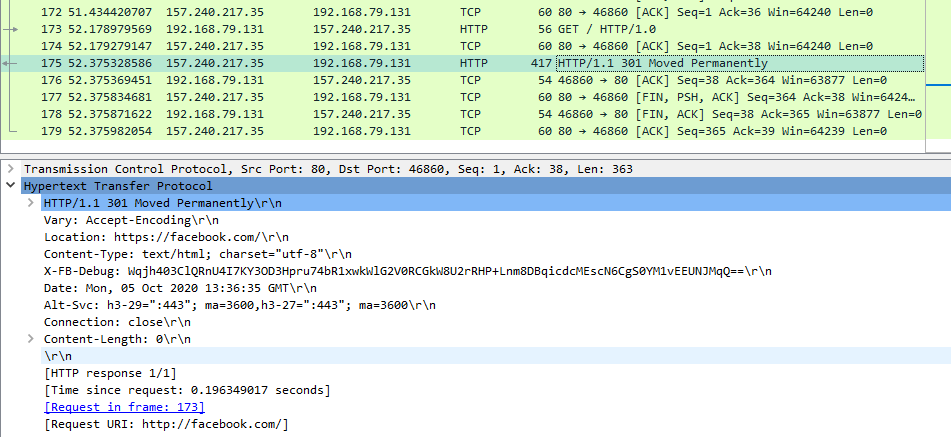 172 51.434420707 157.240.217.35 192.168.79.131 TCP 60 80 → 46860 [ACK] Seq=1 Ack=36 Win=64240 Len=0
173 52.178979569 192.168.79.131 157.240.217.35 HTTP 56 GET / HTTP/1.0
174 52.179279147 157.240.217.35 192.168.79.131 TCP 60 80 → 46860 [ACK] Seq=1 Ack=38 Win=64240 Len=0
175 52.375328586 157.240.217.35 192.168.79.131 HTTP 417 HTTP/1.1 301 Moved Permanently
176 52.375369451 192.168.79.131 157.240.217.35 TCP 54 46860 → 80 [ACK] Seq=38 Ack=364 Win=63877 Len=0
177 52.375834681 157.240.217.35 192.168.79.131 TCP 60 80 → 46860 [FIN, PSH, ACK] Seq=364 Ack=38 Win=6424…
178 52.375871622 192.168.79.131 157.240.217.35 TCP 54 46860 → 80 [FIN, ACK] Seq=38 Ack=365 Win=63877 Len=0
179 52.375982054 157.240.217.35 192.168.79.131 TCP 60 80 → 46860 [ACK] Seq=365 Ack=39 Win=64239 Len=0
Transmission Control Protocol, Src Port: 80, Dst Port: 46860, Seq: 1, Ack: 38, Len: 363
Hypertext Transfer Protocol
HTTP/1.1 301 Moved Permanently\r\n
Vary: Accept-Encoding\r\n
Location: https://facebook.com/\r\n
Content-Type: text/html; charset="utf-8"\r\n
X-FB-Debug: Wqjh403ClQRnU4I7KY3OD3Hpru74bR1xwkWlG2V0RCGkW8U2rRHP+Lnm8DBqicdcMEscN6CgS0YM1vEEUNJMqQ==\r\n
Date: Mon, 05 Oct 2020 13:36:35 GMT\r\n
Alt-Svc: h3-29=":443"; ma=3600,h3-27=":443"; ma=3600\r\n
Connection: close\r\n
Content-Length: 0\r\n
\r\n
[HTTP response 1/1]
[Time since request: 0.196349017 seconds]
[Request in frame: 173]
[Request URI: http://facebook.com/]